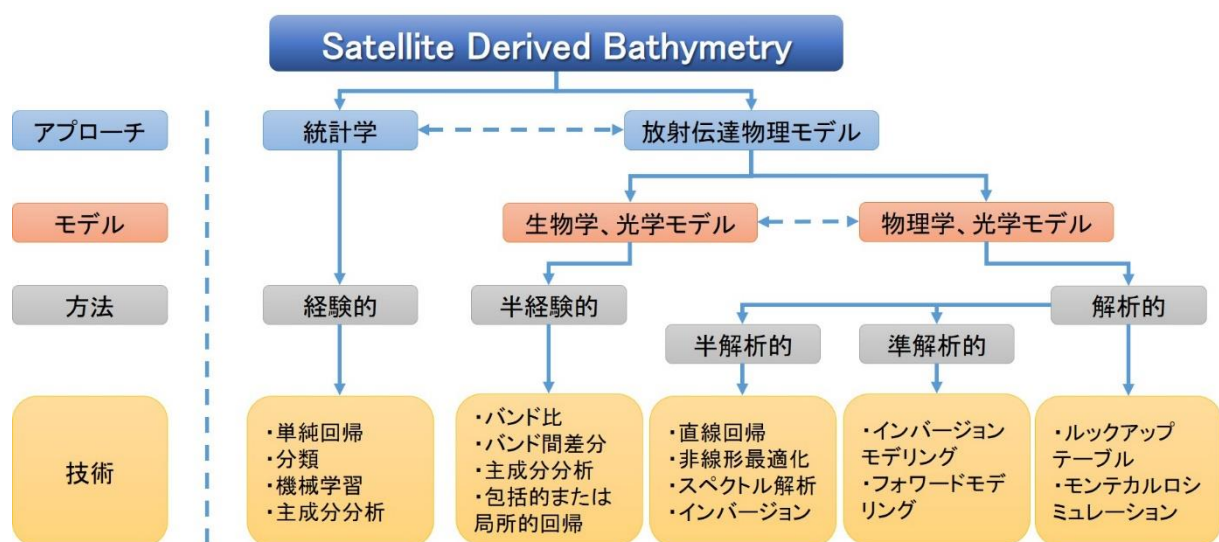 Satellite Derived Bathymetry
アプローチ
統計学
放射伝達物理モデル
モデル
生物学、光学モデル
物理学、光学モデル
方法
経験的
半経験的
解析的
半解析的
準解析的
技術
・単純回帰
・分類
・機械学習
・主成分分析
・バンド比
・バンド間差分
・主成分分析
・包括的または
局所的回帰
・直線回帰
・非線形最適化
・スペクトル解析
・インバージョン
・インバージョン
モデリング
・フォワードモデ
リング
・ルックアップ
テーブル
・モンテカルロシ
ミュレーション